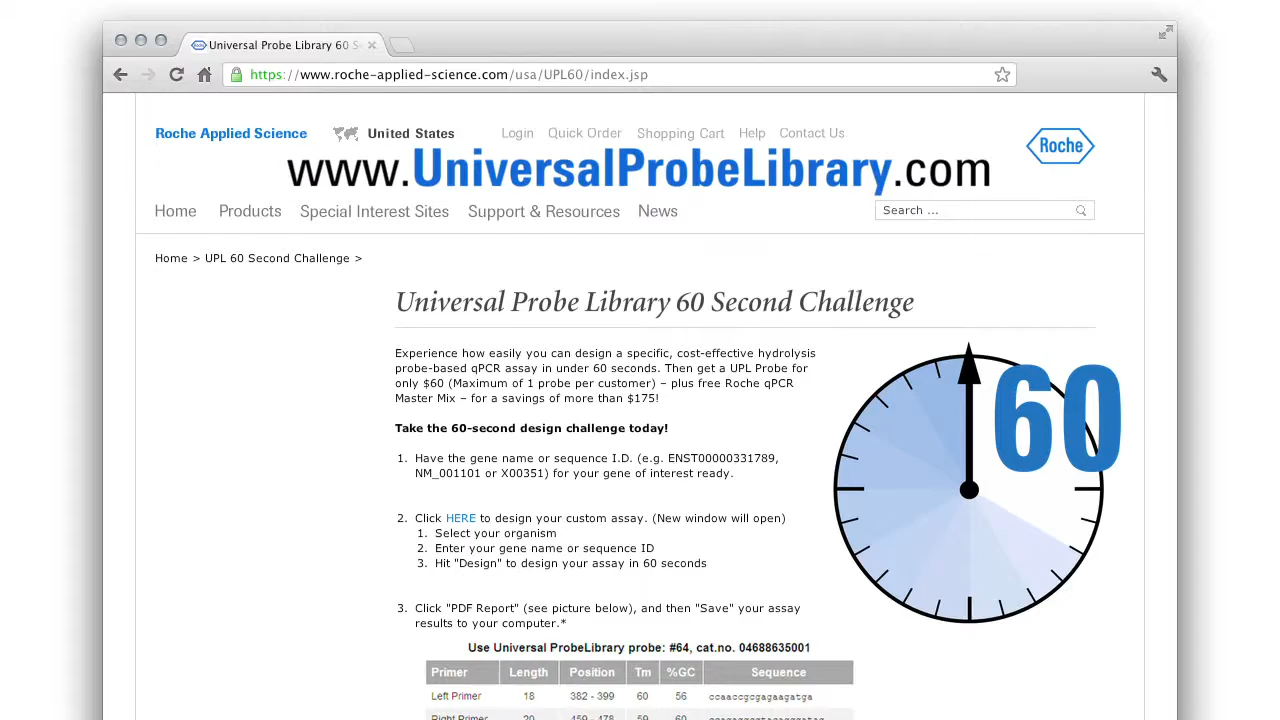 Universal Probe Library 60 S
https://www.roche-applied-science.com/usa/UPL60/index.jsp
Roche Applied Science United States Login Quick Order Shopping Cart Help Contact Us
Roche
www.UniversalProbeLibrary.com
Home Products Special Interest Sites Support & Resources News Search ...
Home > UPL 60 Second Challenge >
Universal Probe Library 60 Second Challenge
Experience how easily you can design a specific, cost-effective hydrolysis
probe-based qPCR assay in under 60 seconds. Then get a UPL Probe for
only $60 (Maximum of 1 probe per customer) – plus free Roche qPCR
Master Mix – for a savings of more than $175!
60
Take the 60-second design challenge today!
1. Have the gene name or sequence I.D. (e.g. ENST00000331789,
NM_001101 or X00351) for your gene of interest ready.
2. Click HERE to design your custom assay. (New window will open)
1. Select your organism
2. Enter your gene name or sequence ID
3. Hit "Design" to design your assay in 60 seconds
3. Click "PDF Report" (see picture below), and then "Save" your assay
results to your computer.*
Use Universal ProbeLibrary probe: #64, cat.no. 04688635001
Primer Length Position Tm %GC Sequence
Left Primer 18 382 - 399 60 56 ccaaccgcgagaagatga
Right Primer 20 459 - 478 59 60